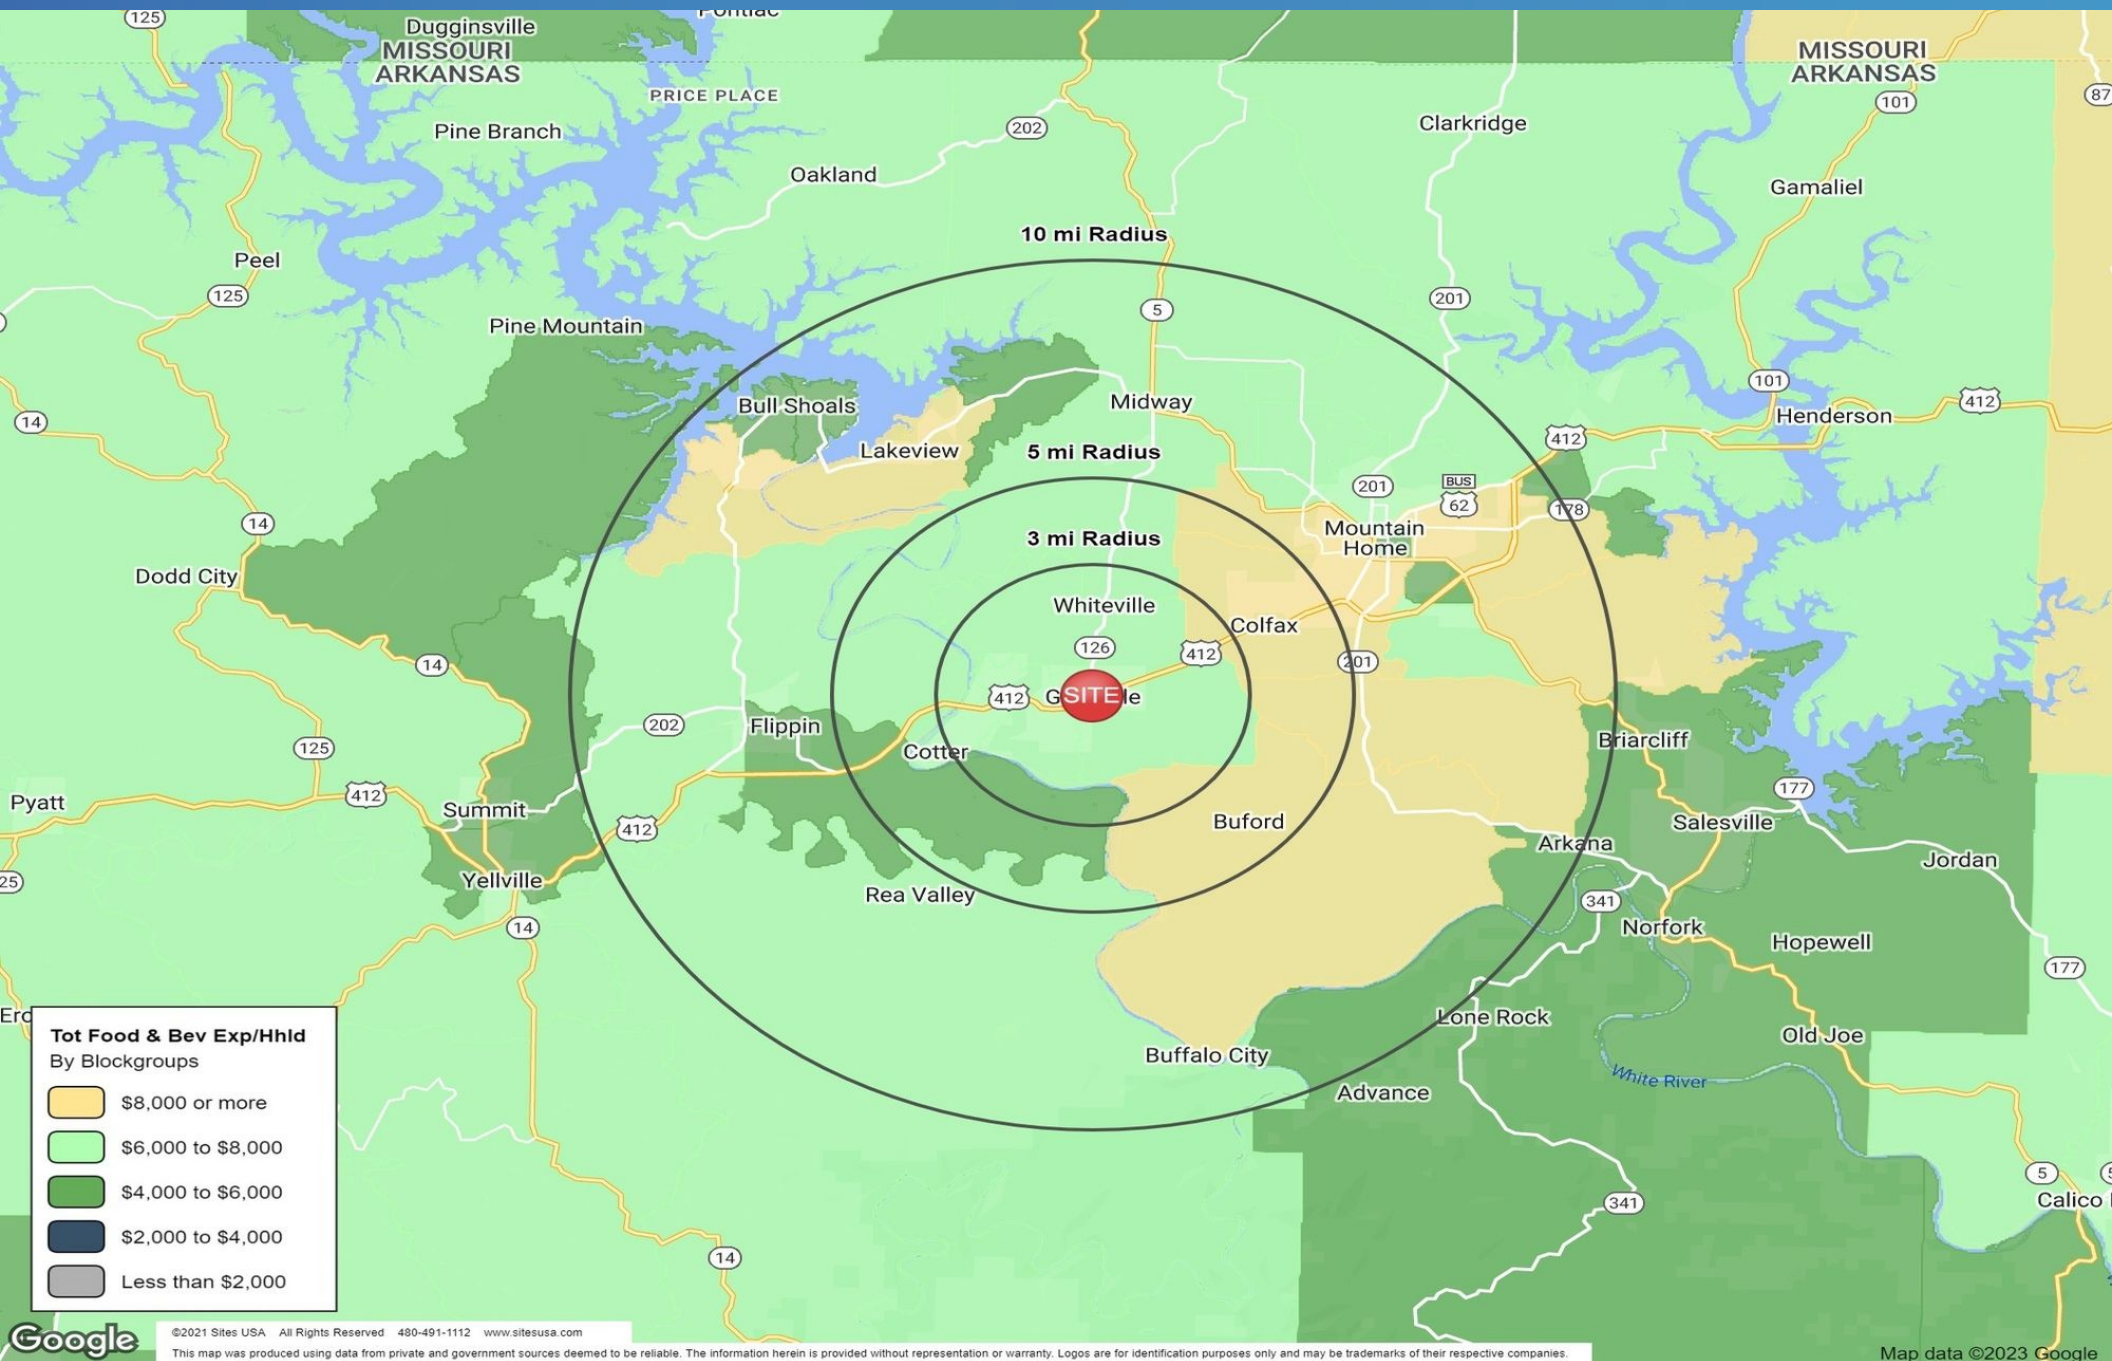 125
Dugginsville
MISSOURI
ARKANSAS
Pontiac
PRICE PLACE
MISSOURI
ARKANSAS
101
87
Pine Branch
202
Clarkridge
Oakland
Gamaliel
10 mi Radius
Peel
125
201
5
Pine Mountain
101
14
Bull Shoals
Midway
Henderson
412
412
Lakeview
5 mi Radius
201
BUS
62
178
14
Mountain
Home
3 mi Radius
Dodd City
Whiteville
Colfax
126
412
201
14
412
SITE
202
Flippin
Cotter
Briarcliff
125
412
177
Pyatt
Summit
412
Buford
Salesville
Arkana
Jordan
25
Yellville
Rea Valley
341
14
Norfork
Hopewell
177
Lone Rock
Old Joe
Buffalo City
White River
Advance
5
341
Calico
14
Tot Food & Bev Exp/Hhld
By Blockgroups
$8,000 or more
$6,000 to $8,000
$4,000 to $6,000
$2,000 to $4,000
Less than $2,000
Google
©2021 Sites USA All Rights Reserved 480-491-1112 www.sitesusa.com
This map was produced using data from private and government sources deemed to be reliable. The information herein is provided without representation or warranty. Logos are for identification purposes only and may be trademarks of their respective companies.
Map data ©2023 Google